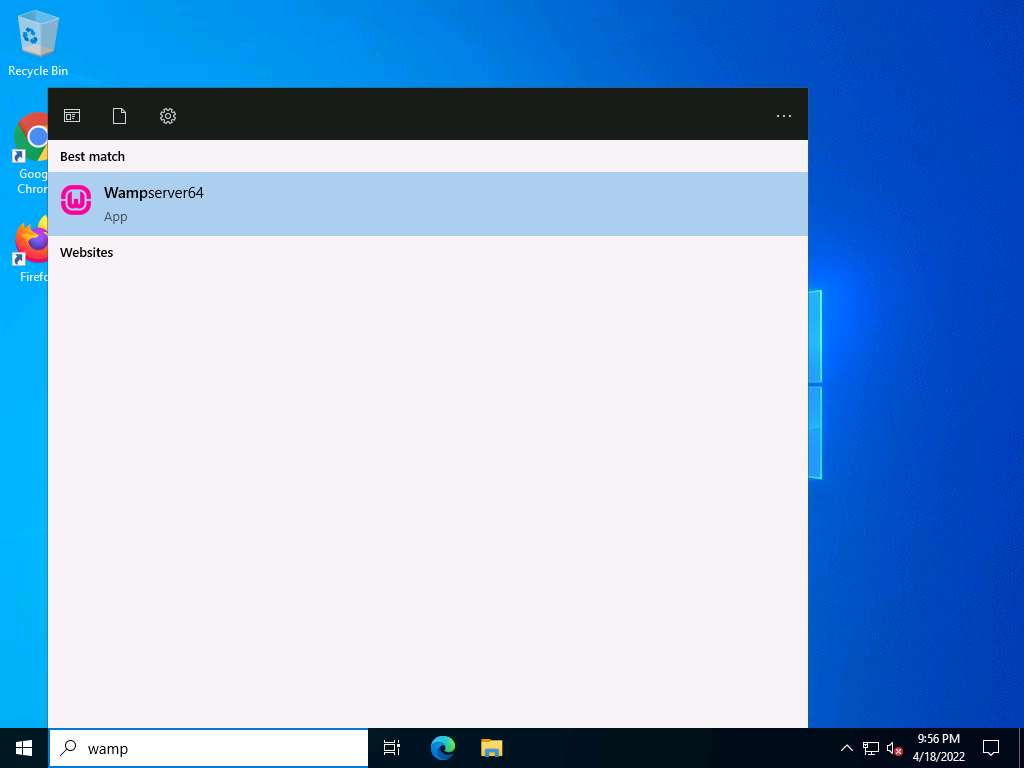 Recycle Bin
Best match
Goog
Chron
Wampserver64
App
Firefo
Websites
wamp
9:56 PM
4/18/2022